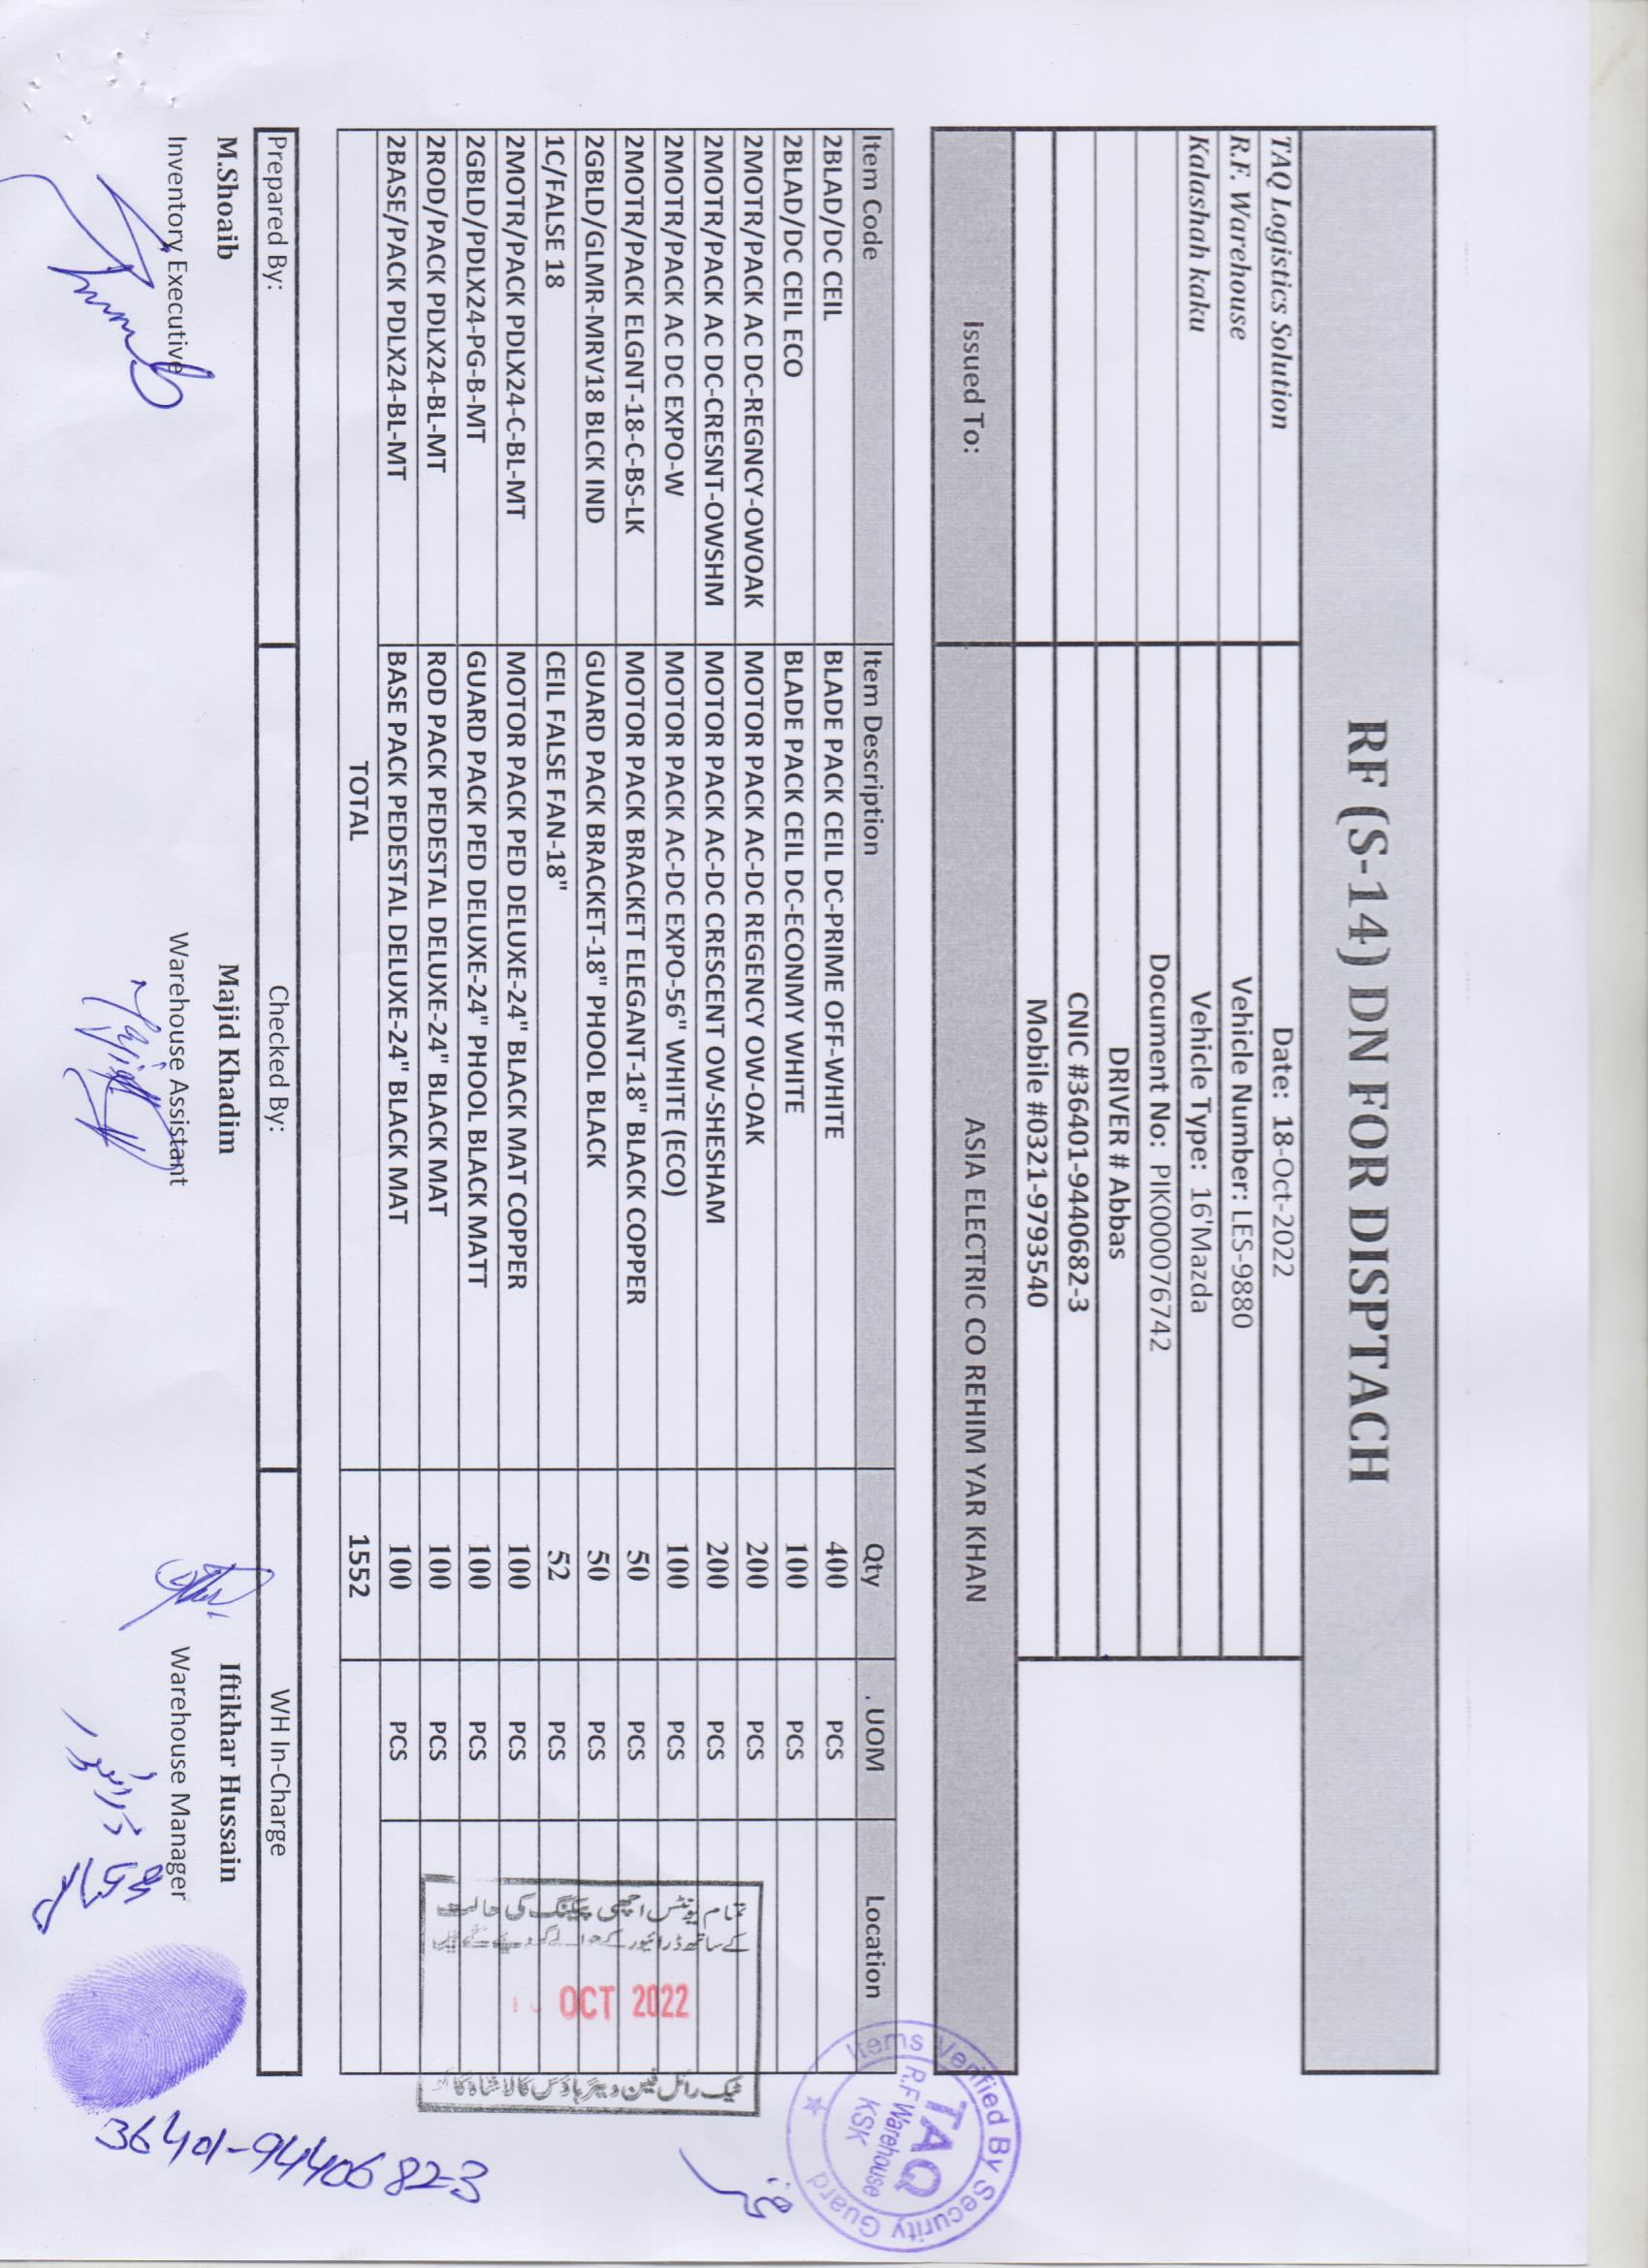 RF (S-14) DN FOR DISPTACH
TAQ Logistics Solution
Date: 18-Oct-2022
R.F. Warehouse
Vehicle Number: LES-9880
Kalashah kaku
Vehicle Type: 16'Mazda
Document No: PIK000076742
DRIVER # Abbas
CNIC #36401-9440682-3
Mobile #0321-9793540
Issued To: ASIA ELECTRIC CO REHIM YAR KHAN
Items Verified By Security Guard
TAQ
R.F Warehouse
KSK
Item Code Item Description Qty . UOM Location
2BLAD/DC CEIL BLADE PACK CEIL DC-PRIME OFF-WHITE 400 PCS
2BLAD/DC CEIL ECO BLADE PACK CEIL DC-ECONMY WHITE 100 PCS
2MOTR/PACK AC DC-REGNCY-OWOAK MOTOR PACK AC-DC REGENCY OW-OAK 200 PCS
2MOTR/PACK AC DC-CRESNT-OWSHM MOTOR PACK AC-DC CRESCENT OW-SHESHAM 200 PCS
2MOTR/PACK AC DC EXPO-W MOTOR PACK AC-DC EXPO-56" WHITE (ECO) 100 PCS
2MOTR/PACK ELGNT-18-C-BS-LK MOTOR PACK BRACKET ELEGANT-18" BLACK COPPER 50 PCS
2GBLD/GLMR-MRV18 BLCK IND GUARD PACK BRACKET-18" PHOOL BLACK 50 PCS
1C/FALSE 18 CEIL FALSE FAN-18" 52 PCS
2MOTR/PACK PDLX24-C-BL-MT MOTOR PACK PED DELUXE-24" BLACK MAT COPPER 100 PCS
2GBLD/PDLX24-PG-B-MT GUARD PACK PED DELUXE-24" PHOOL BLACK MATT 100 PCS
2ROD/PACK PDLX24-BL-MT ROD PACK PEDESTAL DELUXE-24" BLACK MAT 100 PCS
2BASE/PACK PDLX24-BL-MT BASE PACK PEDESTAL DELUXE-24" BLACK MAT 100 PCS
TOTAL 1552
OCT 2022
36401-9440682-3
Prepared By: Checked By: WH In-Charge
M.Shoaib Majid Khadim Iftikhar Hussain
Inventory Executive Warehouse Assistant Warehouse Manager
Majid
ڈرائیور